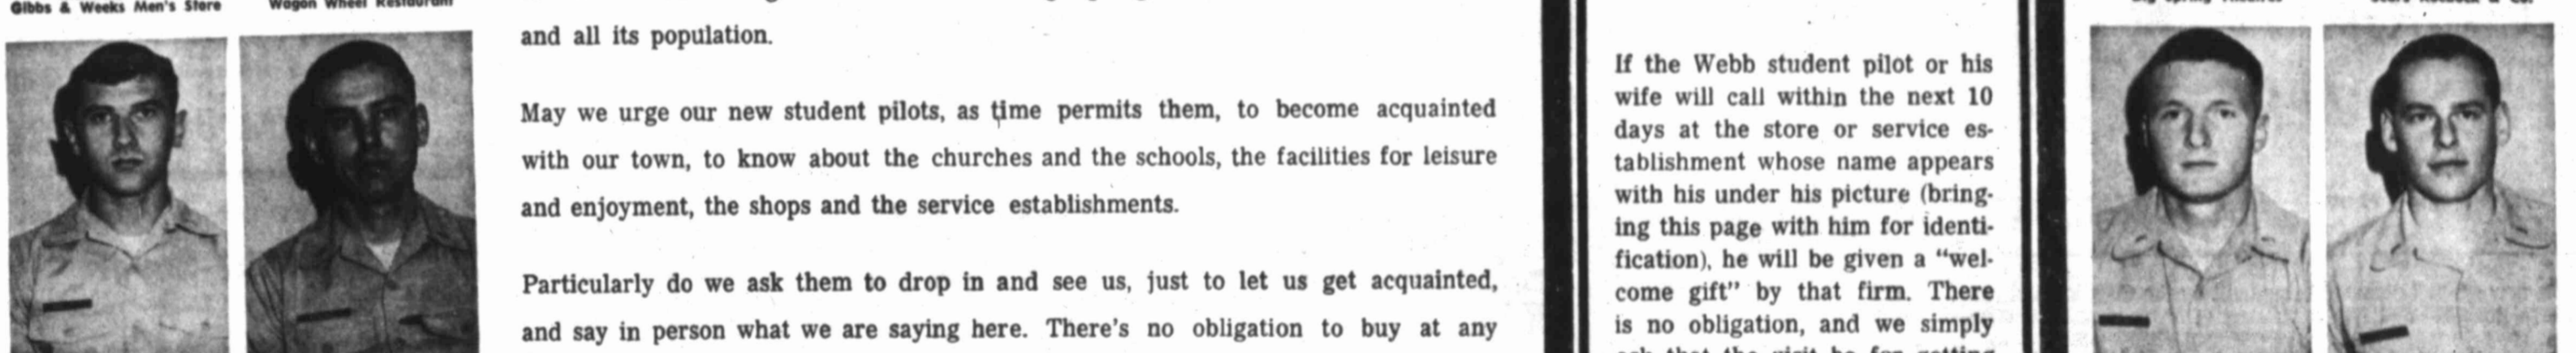 Gibbs & Weeks Men's Store
Wagon Wheel Restaurant
and all its population.
May we urge our new student pilots, as time permits them, to become acquainted
with our town, to know about the churches and the schools, the facilities for leisure
and enjoyment, the shops and the service establishments.
Particularly do we ask them to drop in and see us, just to let us get acquainted,
and say in person what we are saying here. There's no obligation to buy at any
If the Webb student pilot or his
wife will call within the next 10
days at the store or service es-
tablishment whose name appears
with his under his picture (bring-
ing this page with him for identi-
fication), he will be given a "wel-
come gift" by that firm. There
is no obligation, and we simply